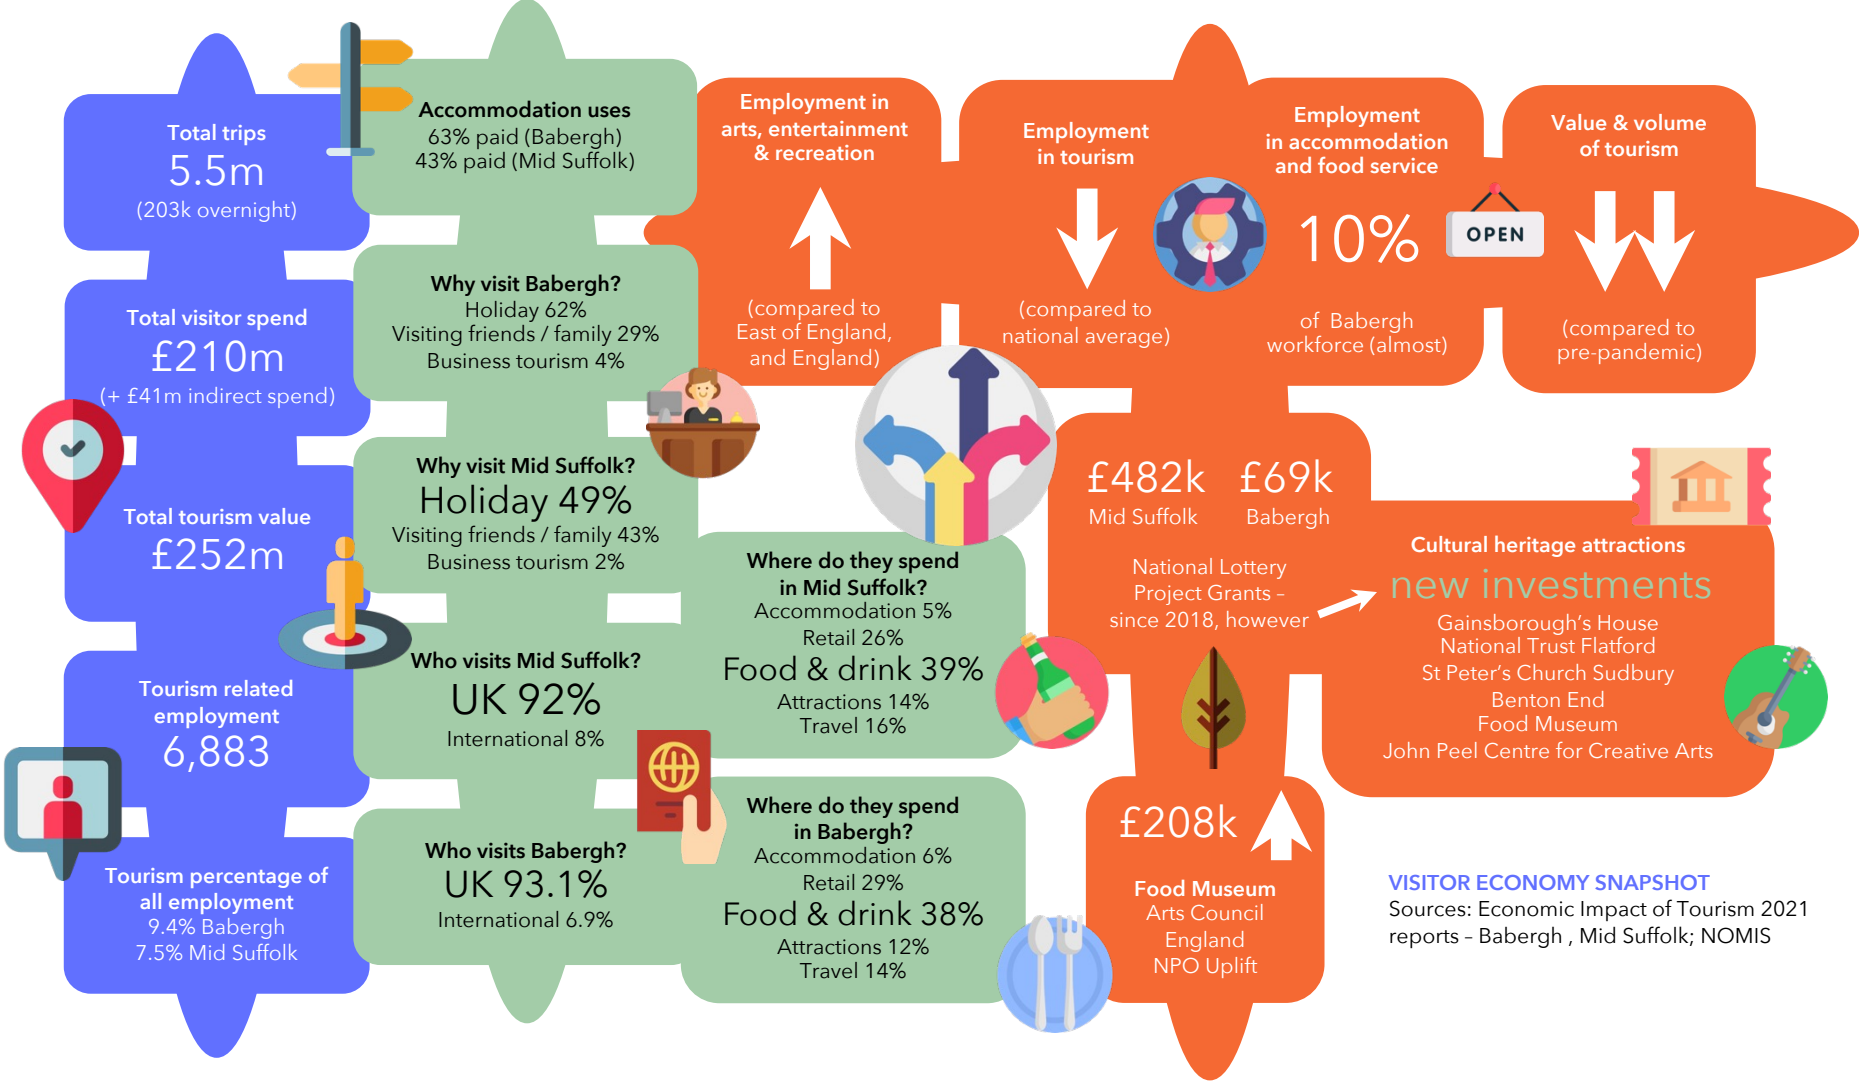 Total trips
5.5m
(203k overnight)
Total visitor spend
£210m
(+ £41m indirect spend)
Total tourism value
£252m
Tourism related
employment
6,883
Tourism percentage of
all employment
9.4% Babergh
7.5% Mid Suffolk
Accommodation uses
63% paid (Babergh)
43% paid (Mid Suffolk)
Why visit Babergh?
Holiday 62%
Visiting friends / family 29%
Business tourism 4%
Why visit Mid Suffolk?
Holiday 49%
Visiting friends / family 43%
Business tourism 2%
Who visits Mid Suffolk?
UK 92%
International 8%
Who visits Babergh?
UK 93.1%
International 6.9%
Where do they spend
in Mid Suffolk?
Accommodation 5%
Retail 26%
Food & drink 39%
Attractions 14%
Travel 16%
Where do they spend
in Babergh?
Accommodation 6%
Retail 29%
Food & drink 38%
Attractions 12%
Travel 14%
Employment in
arts, entertainment
& recreation
(compared to
East of England,
and England)
Employment
in tourism
(compared to
national average)
Employment
in accommodation
and food service
10%
of Babergh
workforce (almost)
OPEN
Value & volume
of tourism
(compared to
pre-pandemic)
£482k £69k
Mid Suffolk Babergh
National Lottery
Project Grants –
since 2018, however
Cultural heritage attractions
new investments
Gainsborough's House
National Trust Flatford
St Peter's Church Sudbury
Benton End
Food Museum
John Peel Centre for Creative Arts
£208k
Food Museum
Arts Council
England
NPO Uplift
VISITOR ECONOMY SNAPSHOT
Sources: Economic Impact of Tourism 2021
reports – Babergh , Mid Suffolk; NOMIS